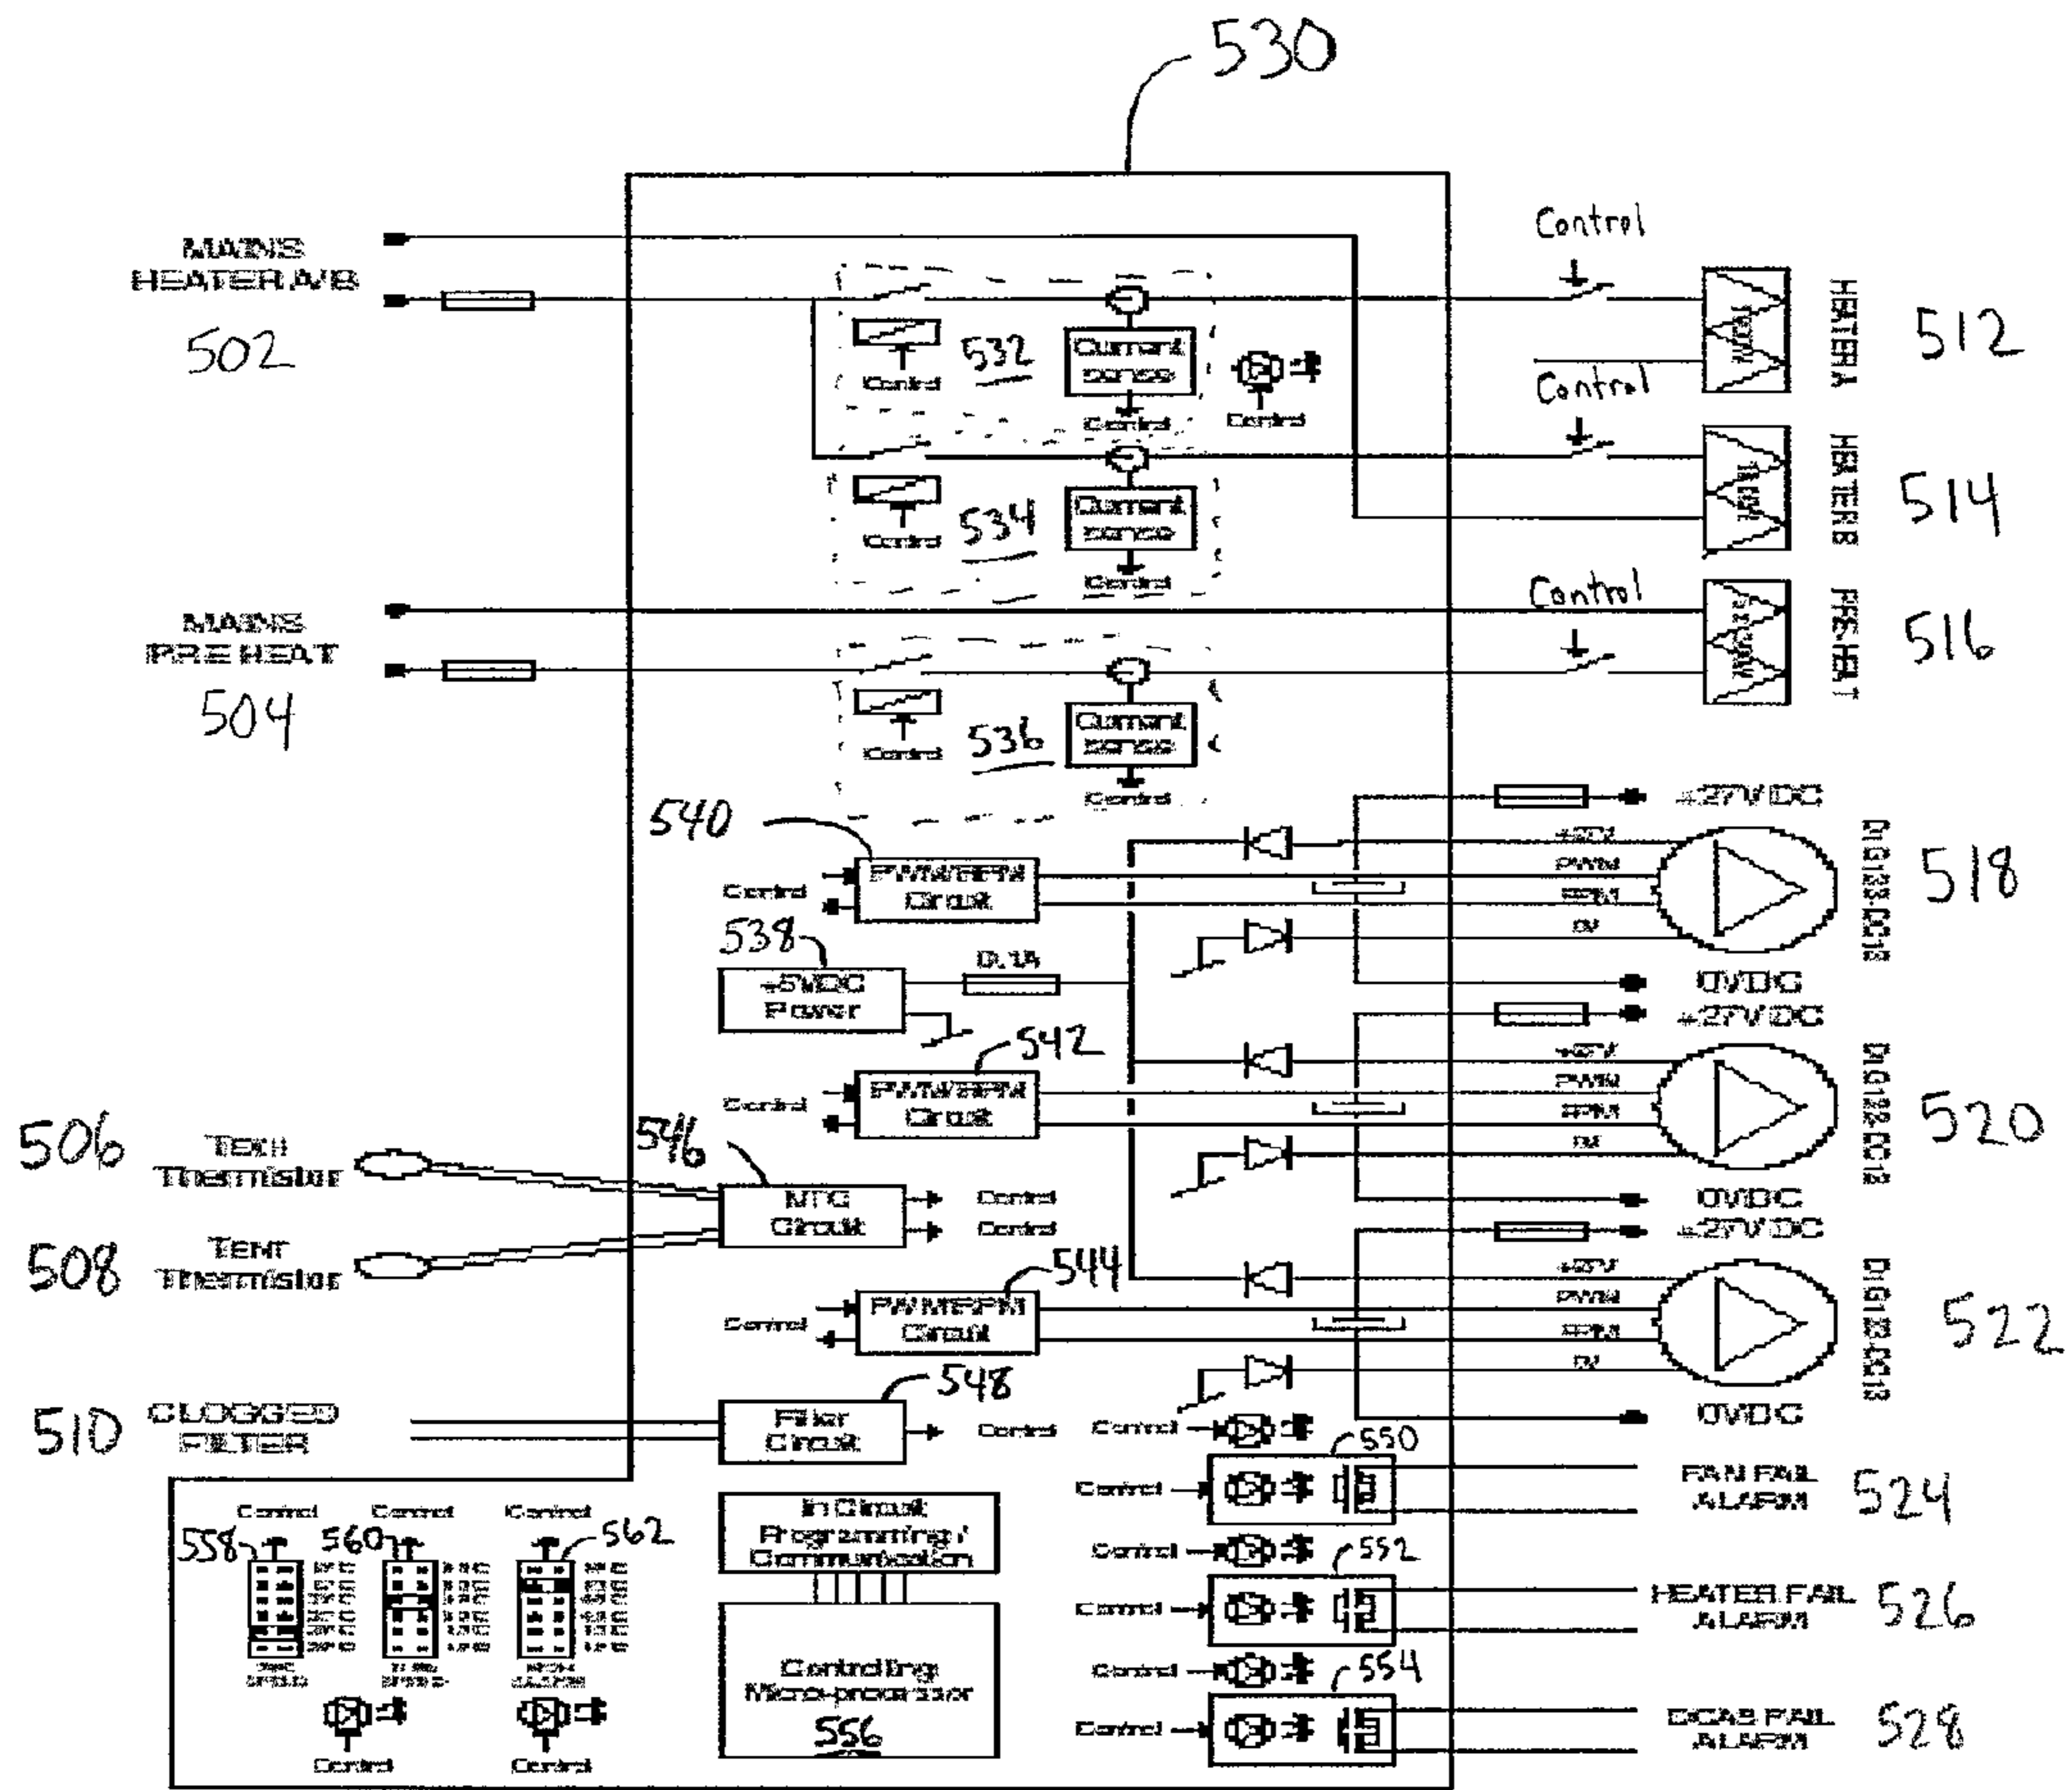 530
MAINS
HEATER A/B
502
Control
HEATER A
512
Control
532
Current
sense
Control
Control
Control
HEATER B
514
Control
534
Current
sense
Control
MAINS
PRE HEAT
504
Control
PRE-HEAT
516
Control
536
Current
sense
Control
540
PWM/RPM
Circuit
Control
+27VDC
+27V
PWM
RPM
0V
518
538
+5VDC
Power
0.1A
0VDC
+27VDC
542
PWM/RPM
Circuit
Control
+27V
PWM
RPM
0V
520
506
Tech
Thermistor
546
NTC
Circuit
Control
Control
0VDC
+27VDC
508
Tent
Thermistor
544
PWM/RPM
Circuit
Control
+27V
PWM
RPM
0V
522
510
CLOGGED
FILTER
548
Filter
Circuit
Control
0VDC
Control
550
Control
FAN FAIL
ALARM
524
Control
552
Control
HEATER FAIL
ALARM
526
Control
554
Control
FAIL
ALARM
528
Control
Control
Control
558
560
562
Control
Control
In Circuit
Programming /
Communication
Controlling
Micro-processor
556